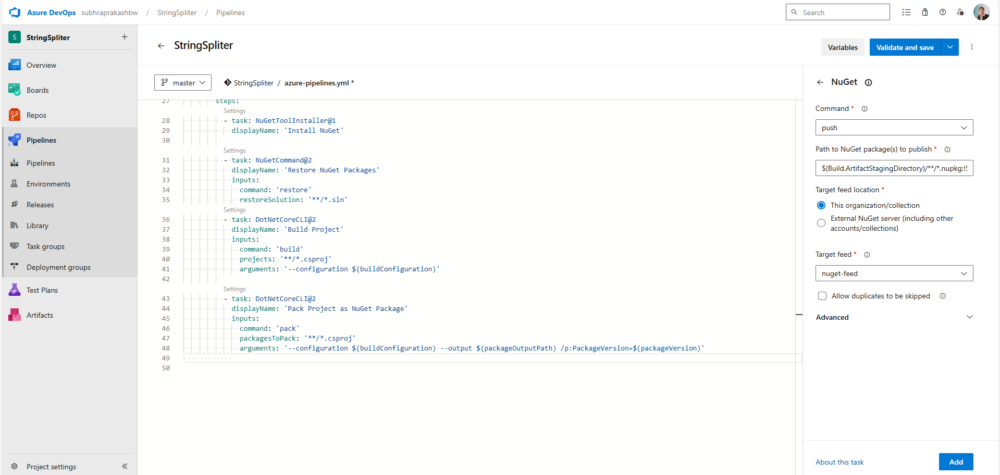 Azure DevOps subhraprakashbw / StringSpliter / Pipelines
Search
S StringSpliter +
Overview
Boards
Repos
Pipelines
Pipelines
Environments
Releases
Library
Task groups
Deployment groups
Test Plans
Artifacts
Project settings
StringSpliter
Variables
Validate and save
master
StringSpliter / azure-pipelines.yml *
27 steps:
Settings
28 - task: NuGetToolInstaller@1
29 displayName: 'Install NuGet'
30
Settings
31 - task: NuGetCommand@2
32 displayName: 'Restore NuGet Packages'
33 inputs:
34 command: 'restore'
35 restoreSolution: '**/*.sln'
Settings
36 - task: DotNetCoreCLI@2
37 displayName: 'Build Project'
38 inputs:
39 command: 'build'
40 projects: '**/*.csproj'
41 arguments: '--configuration $(buildConfiguration)'
42
Settings
43 - task: DotNetCoreCLI@2
44 displayName: 'Pack Project as NuGet Package'
45 inputs:
46 command: 'pack'
47 packagesToPack: '**/*.csproj'
48 arguments: '--configuration $(buildConfiguration) --output $(packageOutputPath) /p:PackageVersion=$(packageVersion)'
49
50
NuGet
Command *
push
Path to NuGet package(s) to publish *
$(Build.ArtifactStagingDirectory)/**/*.nupkg;!
Target feed location *
This organization/collection
External NuGet server (including other
accounts/collections)
Target feed *
nuget-feed
Allow duplicates to be skipped
Advanced
About this task
Add